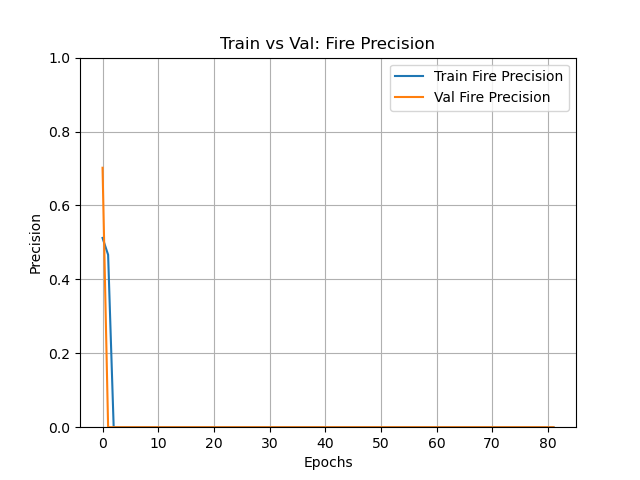 Train vs Val: Fire Precision
Train Fire Precision
Val Fire Precision
Precision
1.0
0.8
0.6
0.4
0.2
0.0
0 10 20 30 40 50 60 70 80
Epochs